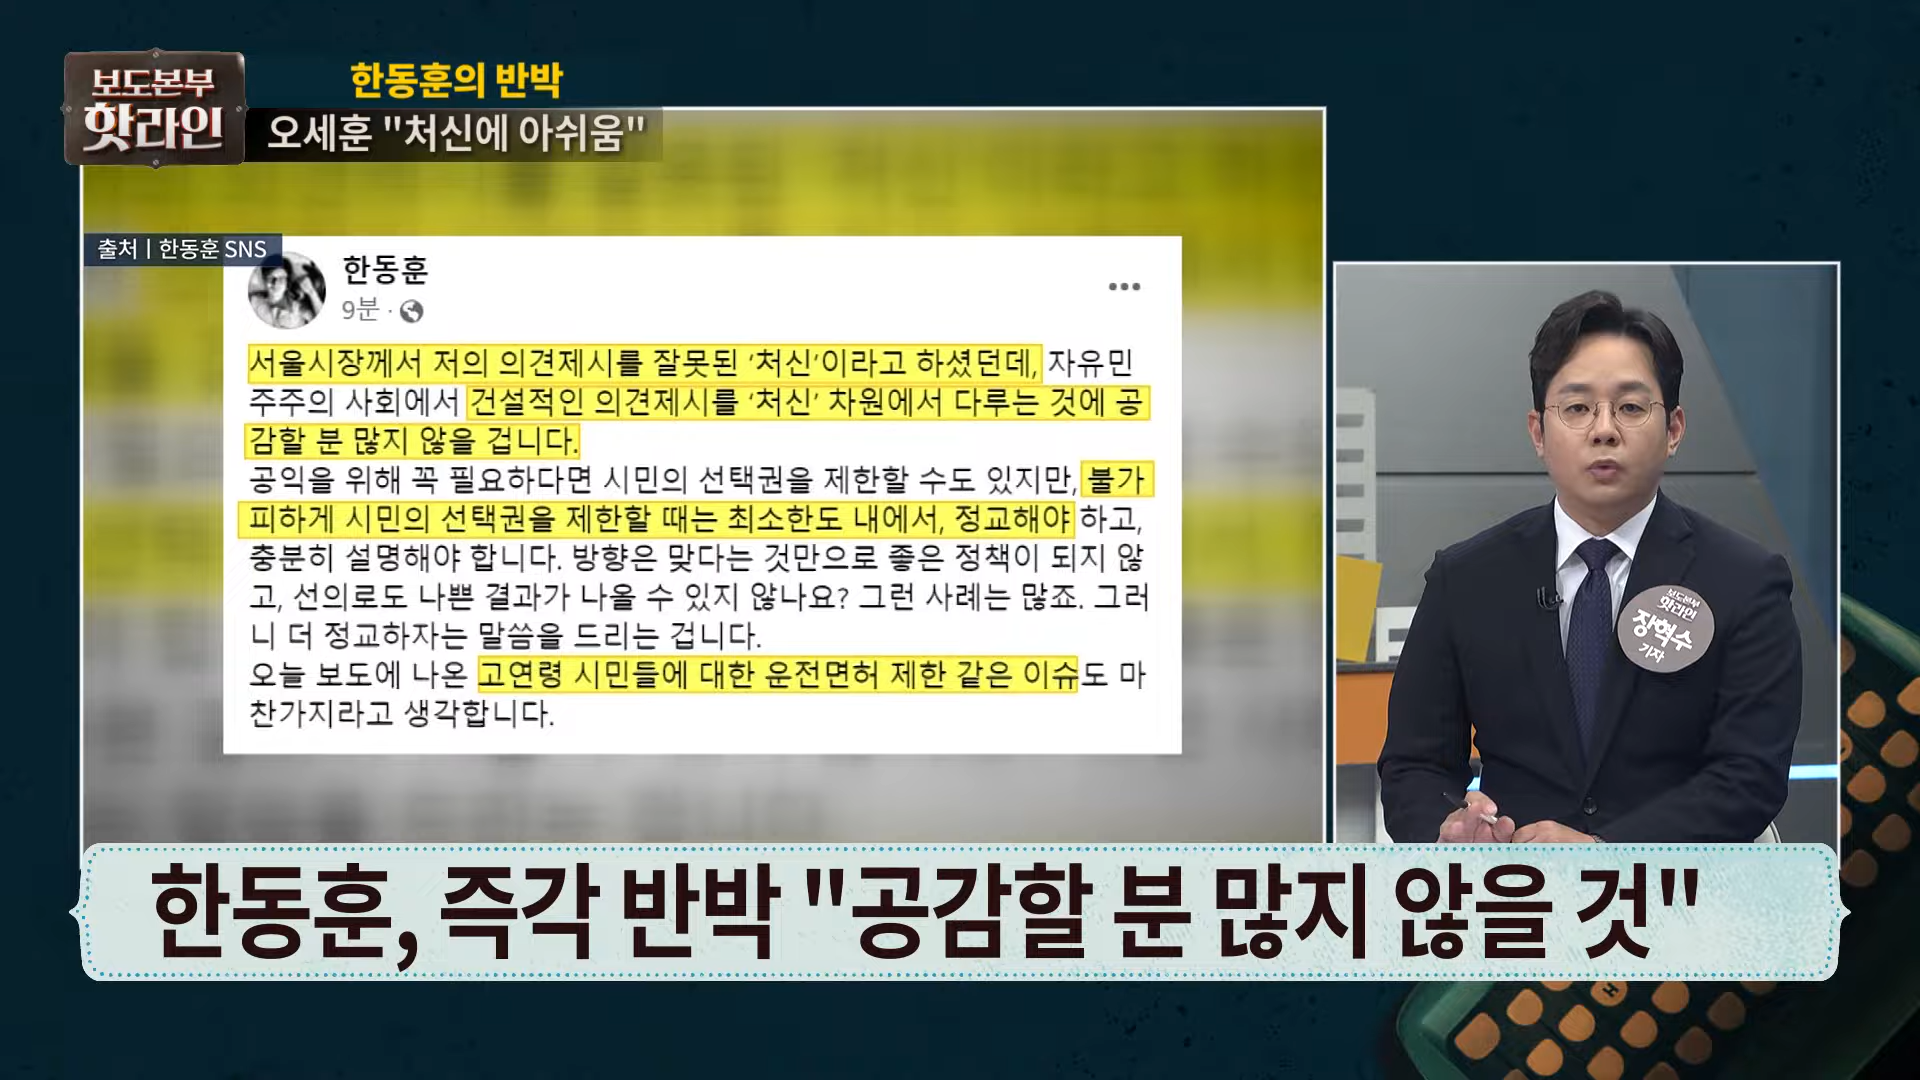 보도본부
핫라인
한동훈의 반박
오세훈 "처신에 아쉬움"
출처 | 한동훈 SNS
한동훈
9분 ·
서울시장께서 저의 의견제시를 잘못된 ‘처신’이라고 하셨던데, 자유민
주주의 사회에서 건설적인 의견제시를 ‘처신’ 차원에서 다루는 것에 공
감할 분 많지 않을 겁니다.
공익을 위해 꼭 필요하다면 시민의 선택권을 제한할 수도 있지만, 불가
피하게 시민의 선택권을 제한할 때는 최소한도 내에서, 정교해야 하고,
충분히 설명해야 합니다. 방향은 맞다는 것만으로 좋은 정책이 되지 않
고, 선의로도 나쁜 결과가 나올 수 있지 않나요? 그런 사례는 많죠. 그러
니 더 정교하자는 말씀을 드리는 겁니다.
오늘 보도에 나온 고연령 시민들에 대한 운전면허 제한 같은 이슈도 마
찬가지라고 생각합니다.
보도본부
핫라인
장혁수
기자
한동훈, 즉각 반박 "공감할 분 많지 않을 것"
H